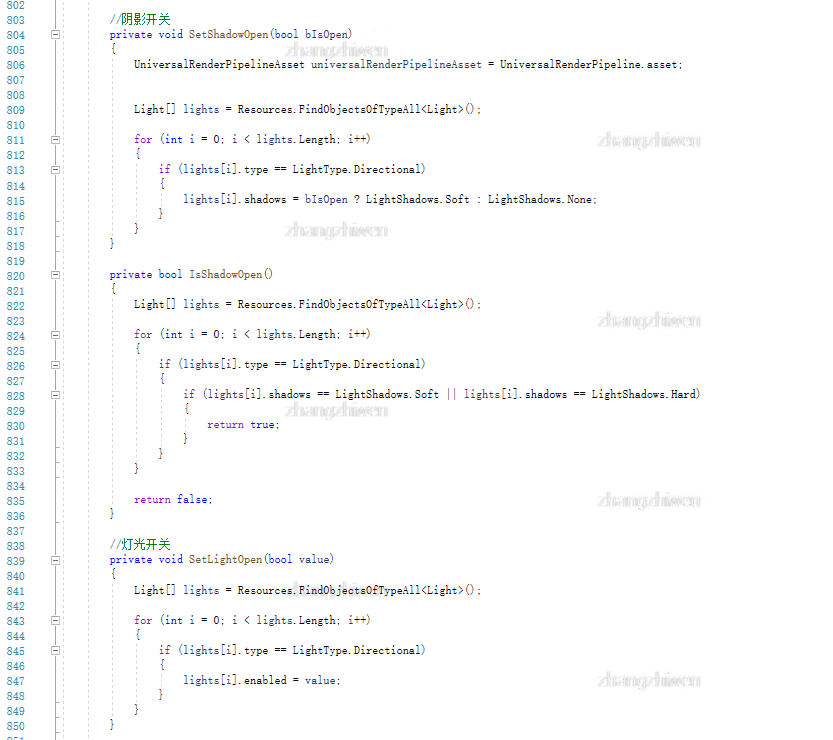 802
803 //阴影开关
804 private void SetShadowOpen(bool bIsOpen)
805 {
806 UniversalRenderPipelineAsset universalRenderPipelineAsset = UniversalRenderPipeline.asset;
807
808
809 Light[] lights = Resources.FindObjectsOfTypeAll<Light>();
810
811 for (int i = 0; i < lights.Length; i++)
812 {
813 if (lights[i].type == LightType.Directional)
814 {
815 lights[i].shadows = bIsOpen ? LightShadows.Soft : LightShadows.None;
816 }
817 }
818 }
819
820 private bool IsShadowOpen()
821 {
822 Light[] lights = Resources.FindObjectsOfTypeAll<Light>();
823
824 for (int i = 0; i < lights.Length; i++)
825 {
826 if (lights[i].type == LightType.Directional)
827 {
828 if (lights[i].shadows == LightShadows.Soft || lights[i].shadows == LightShadows.Hard)
829 {
830 return true;
831 }
832 }
833 }
834
835 return false;
836 }
837
838 //灯光开关
839 private void SetLightOpen(bool value)
840 {
841 Light[] lights = Resources.FindObjectsOfTypeAll<Light>();
842
843 for (int i = 0; i < lights.Length; i++)
844 {
845 if (lights[i].type == LightType.Directional)
846 {
847 lights[i].enabled = value;
848 }
849 }
850 }